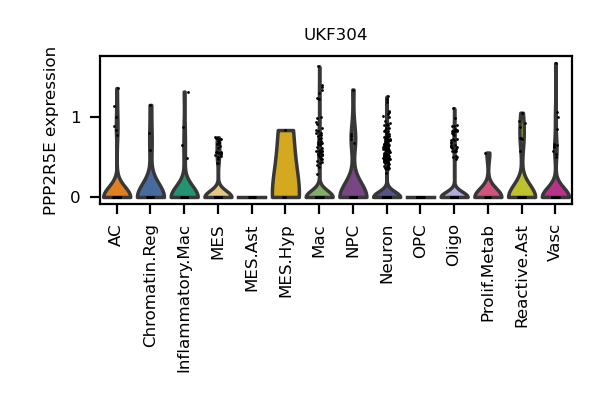 UKF304
PPP2R5E expression
1
0
AC
Chromatin.Reg
Inflammatory.Mac
MES
MES.Ast
MES.Hyp
Mac
NPC
Neuron
OPC
Oligo
Prolif.Metab
Reactive.Ast
Vasc